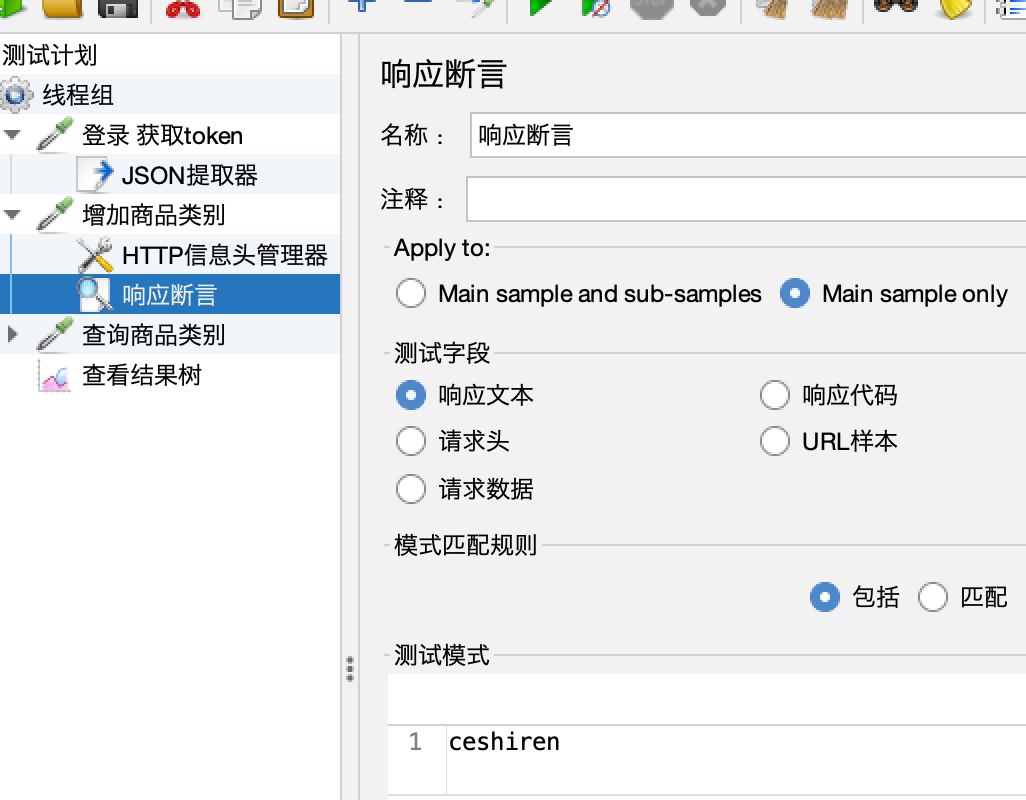 测试计划
线程组
登录 获取token
JSON提取器
增加商品类别
HTTP信息头管理器
响应断言
查询商品类别
查看结果树
响应断言
名称：
响应断言
注释：
Apply to:
Main sample and sub-samples
Main sample only
测试字段
响应文本
响应代码
请求头
URL样本
请求数据
模式匹配规则
包括
匹配
测试模式
1
ceshiren